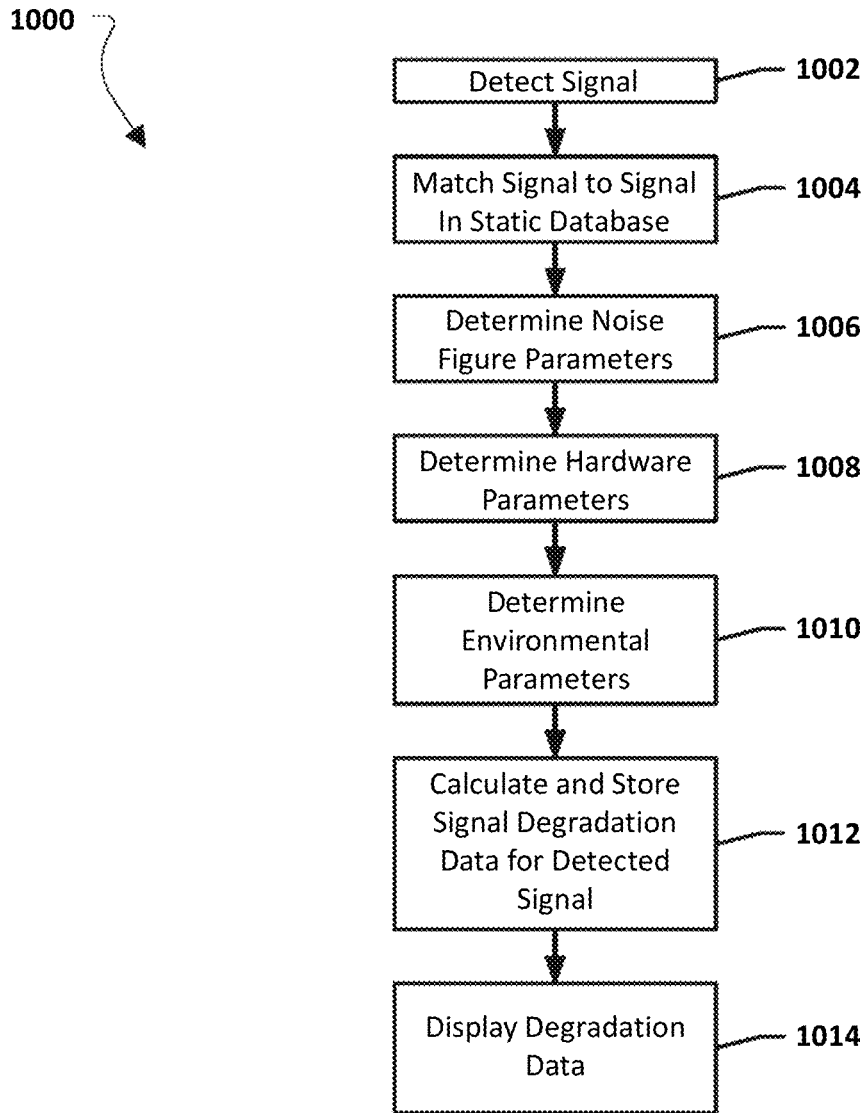 1000
Detect Signal
1002
Match Signal to Signal
In Static Database
1004
Determine Noise
Figure Parameters
1006
Determine Hardware
Parameters
1008
Determine
Environmental
Parameters
1010
Calculate and Store
Signal Degradation
Data for Detected
Signal
1012
Display Degradation
Data
1014